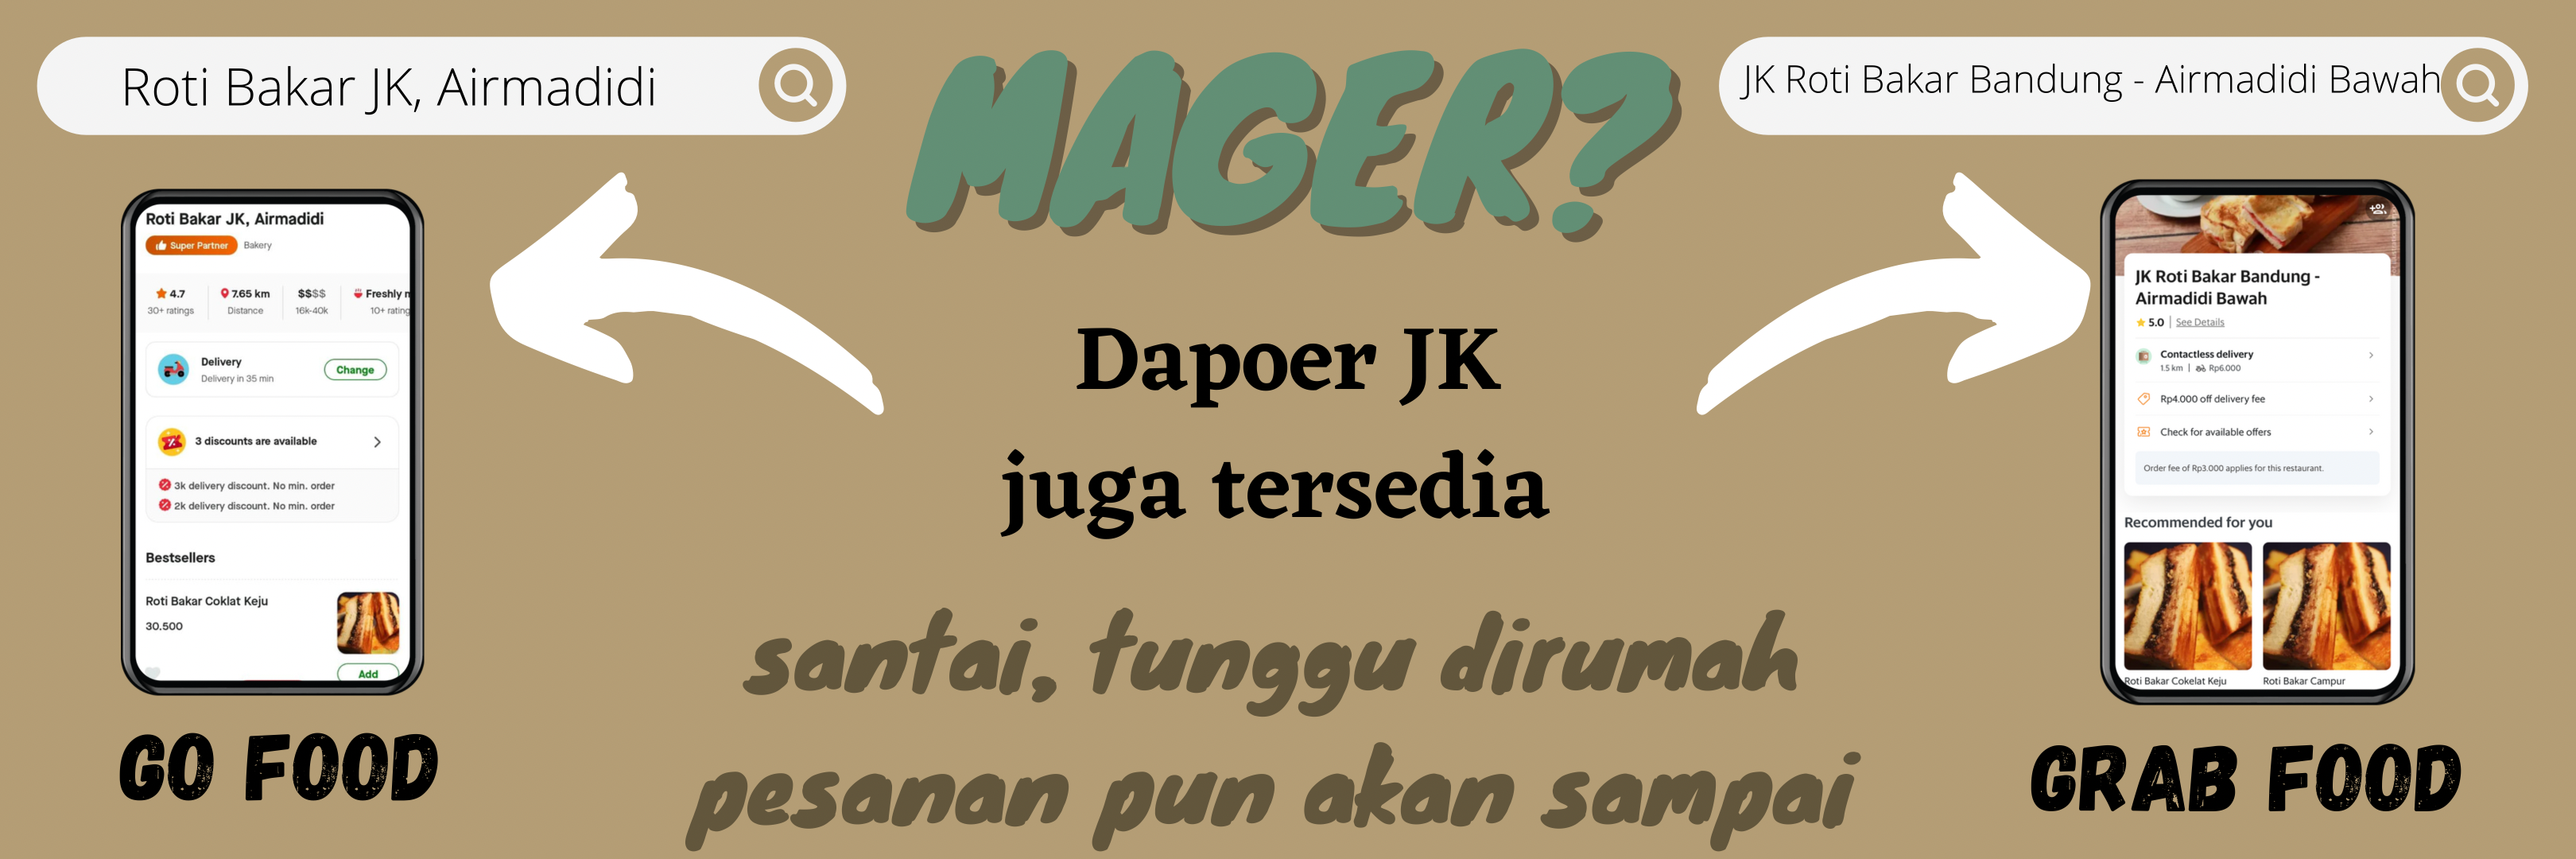 Roti Bakar JK, Airmadidi
MAGER?
JK Roti Bakar Bandung - Airmadidi Bawah
Roti Bakar JK, Airmadidi
Super Partner Bakery
4.7 7.65 km $$$$ Freshly
30+ ratings Distance 16k-40k 10+ rating
Delivery
Delivery in 35 min
Change
3 discounts are available
3k delivery discount. No min. order
2k delivery discount. No min. order
Bestsellers
Roti Bakar Coklat Keju
30.500
Add
GO FOOD
Dapoer JK
juga tersedia
santai, tunggu dirumah
pesanan pun akan sampai
JK Roti Bakar Bandung -
Airmadidi Bawah
5.0 | See Details
Contactless delivery
1.5 km | Rp6.000
Rp4.000 off delivery fee
Check for available offers
Order fee of Rp3.000 applies for this restaurant.
Recommended for you
Roti Bakar Cokelat Keju
Roti Bakar Campur
GRAB FOOD